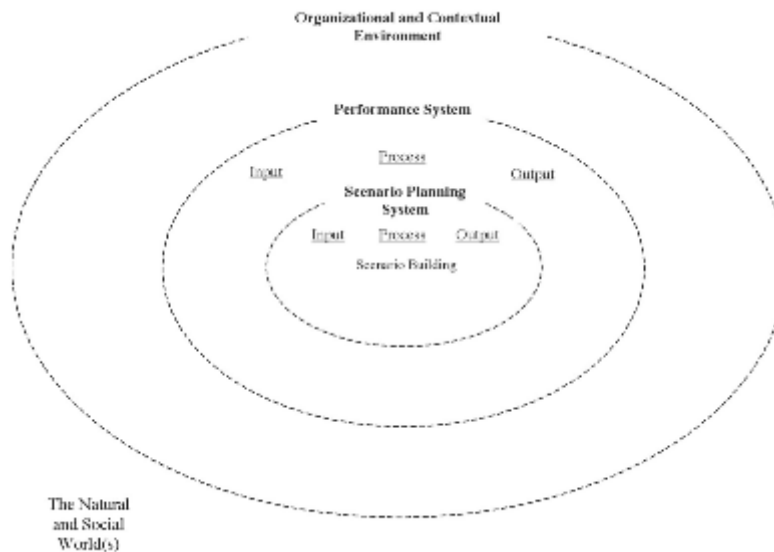 Organizational and Contextual
Environment
Performance System
Process
Input
Output
Scenario Planning
System
Input Process Output
Scenario Building
The Natural
and Social
World(s)